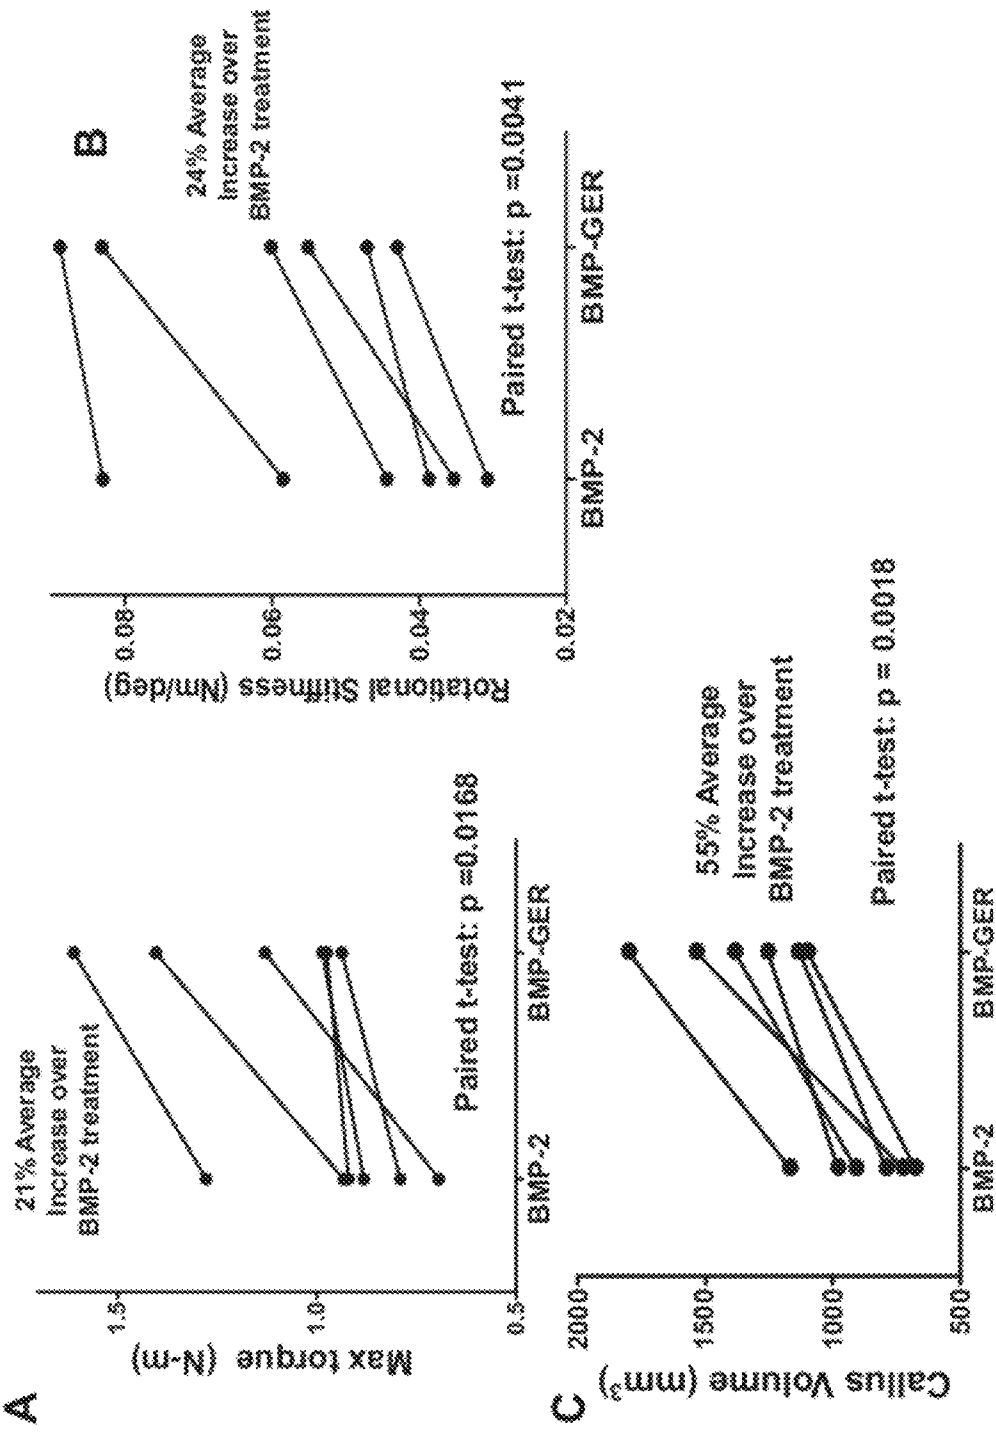 A
21% Average
Increase over
BMP-2 treatment
Max torque (N-m)
1.5
1.0
0.5
Paired t-test: p =0.0168
BMP-2
BMP-GER
B
24% Average
Increase over
BMP-2 treatment
Rotational Stiffness (Nm/deg)
0.08
0.06
0.04
0.02
Paired t-test: p =0.0041
BMP-2
BMP-GER
C
55% Average
Increase over
BMP-2 treatment
Callus Volume (mm³)
2000
1500
1000
500
Paired t-test: p = 0.0018
BMP-2
BMP-GER